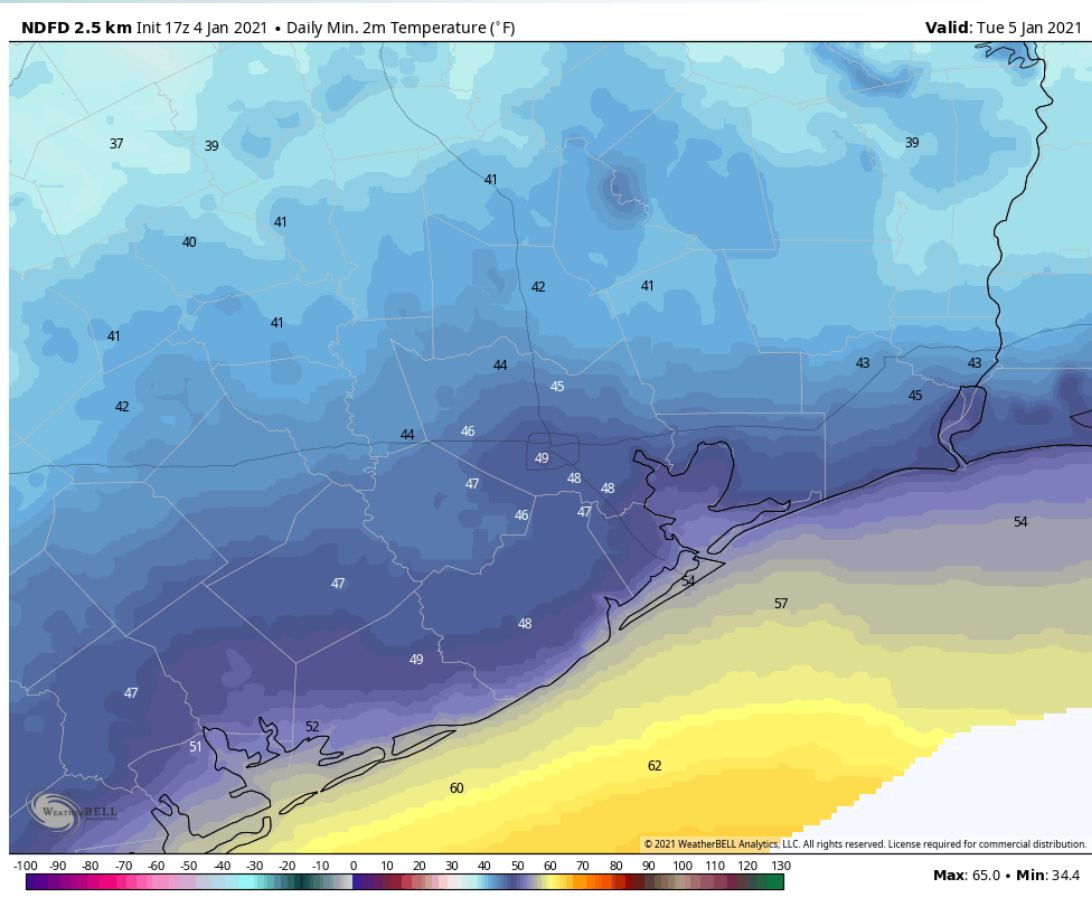 NDFD 2.5 km Init 17z 4 Jan 2021 • Daily Min. 2m Temperature (°F) Valid: Tue 5 Jan 2021
37 39 39
41
41
40
42 41
41 41
44 43 43
45 45
42
46
44
49
47 48 48
46 47
54
54
47
57
48
49
47
52
51
62
60
WEATHERBELL
© 2021 WeatherBELL Analytics, LLC. All rights reserved. License required for commercial distribution.
-100 -90 -80 -70 -60 -50 -40 -30 -20 -10 0 10 20 30 40 50 60 70 80 90 100 110 120 130
Max: 65.0 • Min: 34.4